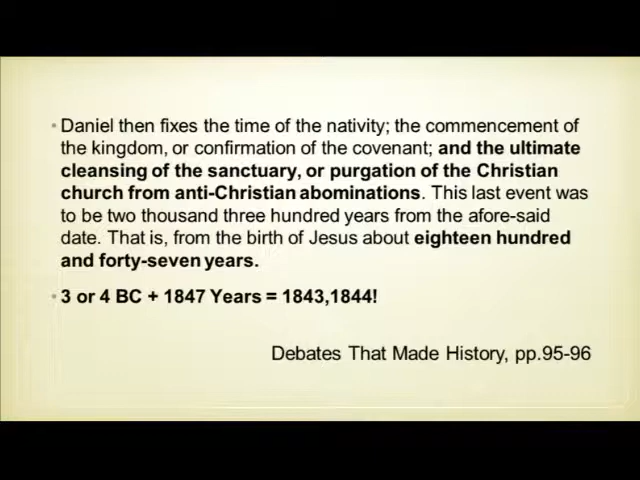 • Daniel then fixes the time of the nativity; the commencement of
the kingdom, or confirmation of the covenant; and the ultimate
cleansing of the sanctuary, or purgation of the Christian
church from anti-Christian abominations. This last event was
to be two thousand three hundred years from the afore-said
date. That is, from the birth of Jesus about eighteen hundred
and forty-seven years.
• 3 or 4 BC + 1847 Years = 1843,1844!
Debates That Made History, pp.95-96